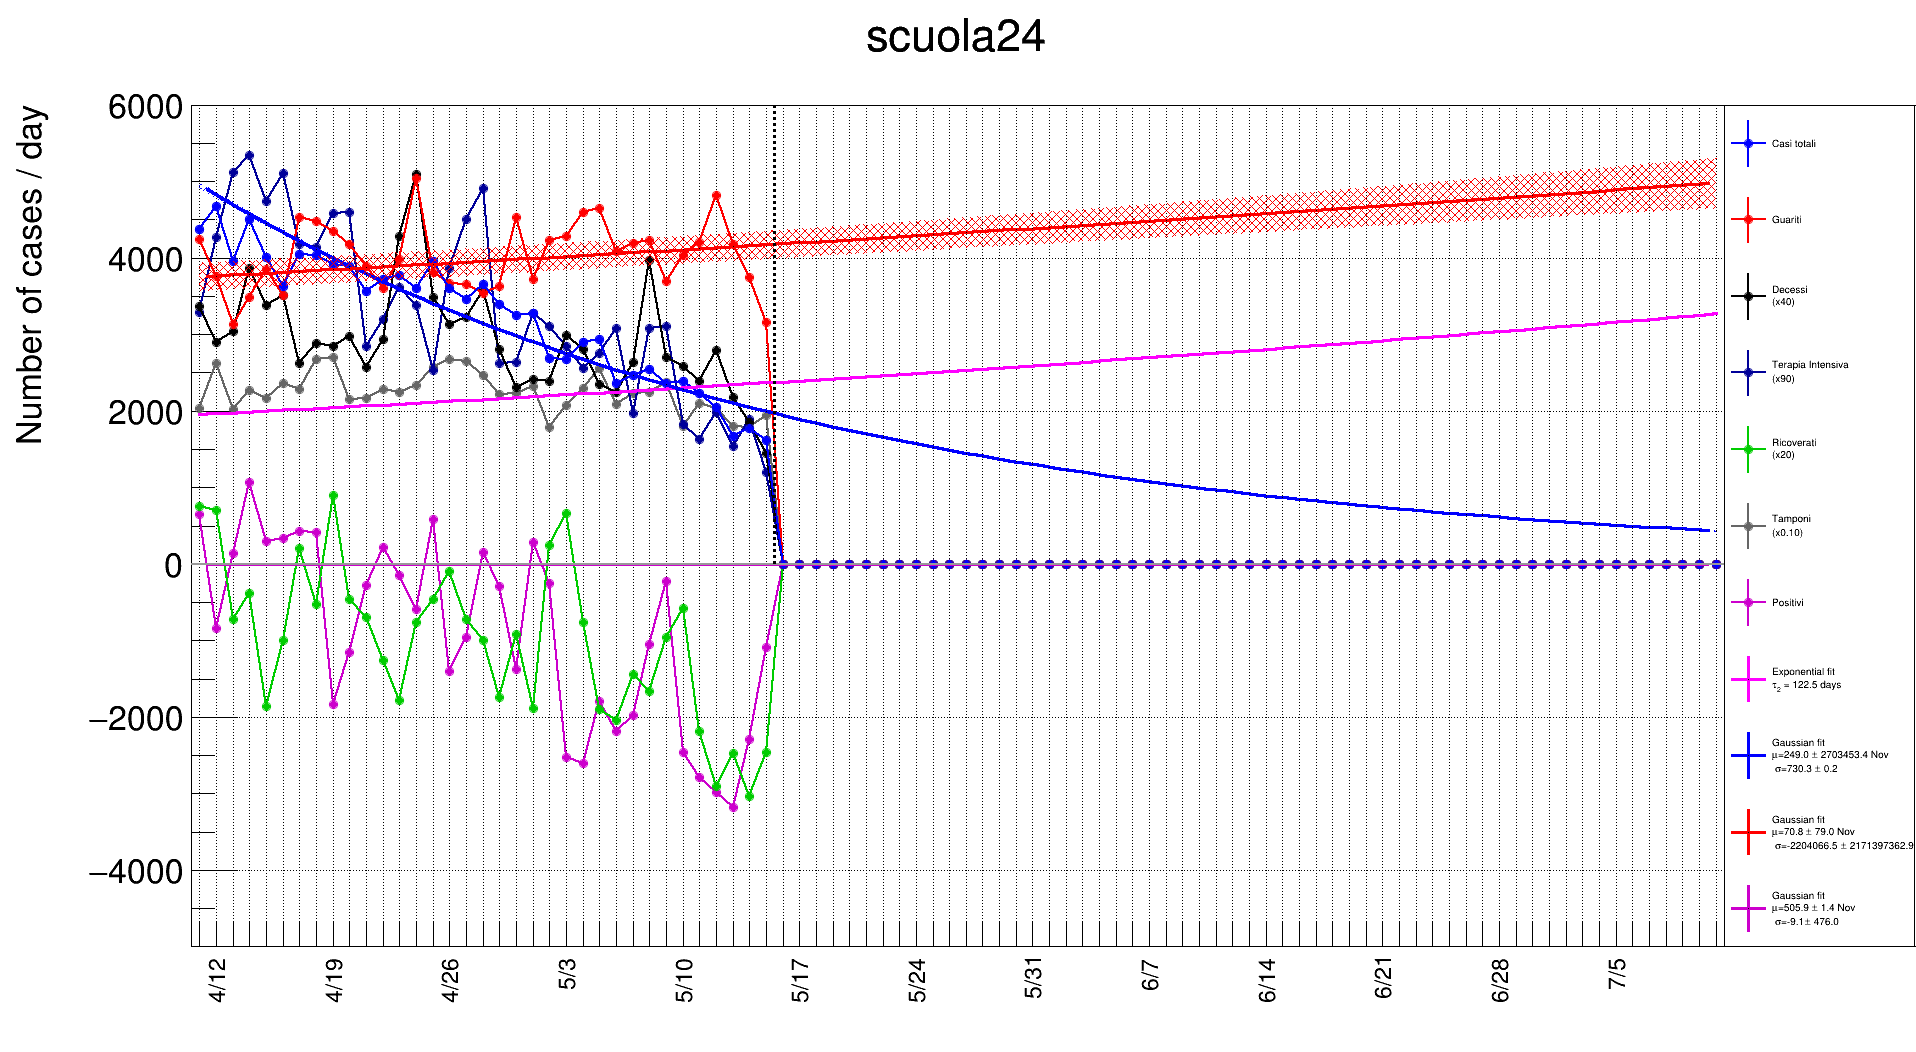 scuola24
Number of cases / day
6000
4000
2000
0
−2000
−4000
4/12
4/19
4/26
5/3
5/10
5/17
5/24
5/31
6/7
6/14
6/21
6/28
7/5
Casi totali
Guariti
Decessi
(x40)
Terapia Intensiva
(x90)
Ricoverati
(x20)
Tamponi
(x0.10)
Positivi
Exponential fit
τ2 = 122.5 days
Gaussian fit
μ=249.0 ± 2703453.4 Nov
σ=730.3 ± 0.2
Gaussian fit
μ=70.8 ± 79.0 Nov
σ=-2204066.5 ± 2171397362.9
Gaussian fit
μ=505.9 ± 1.4 Nov
σ=-9.1± 476.0